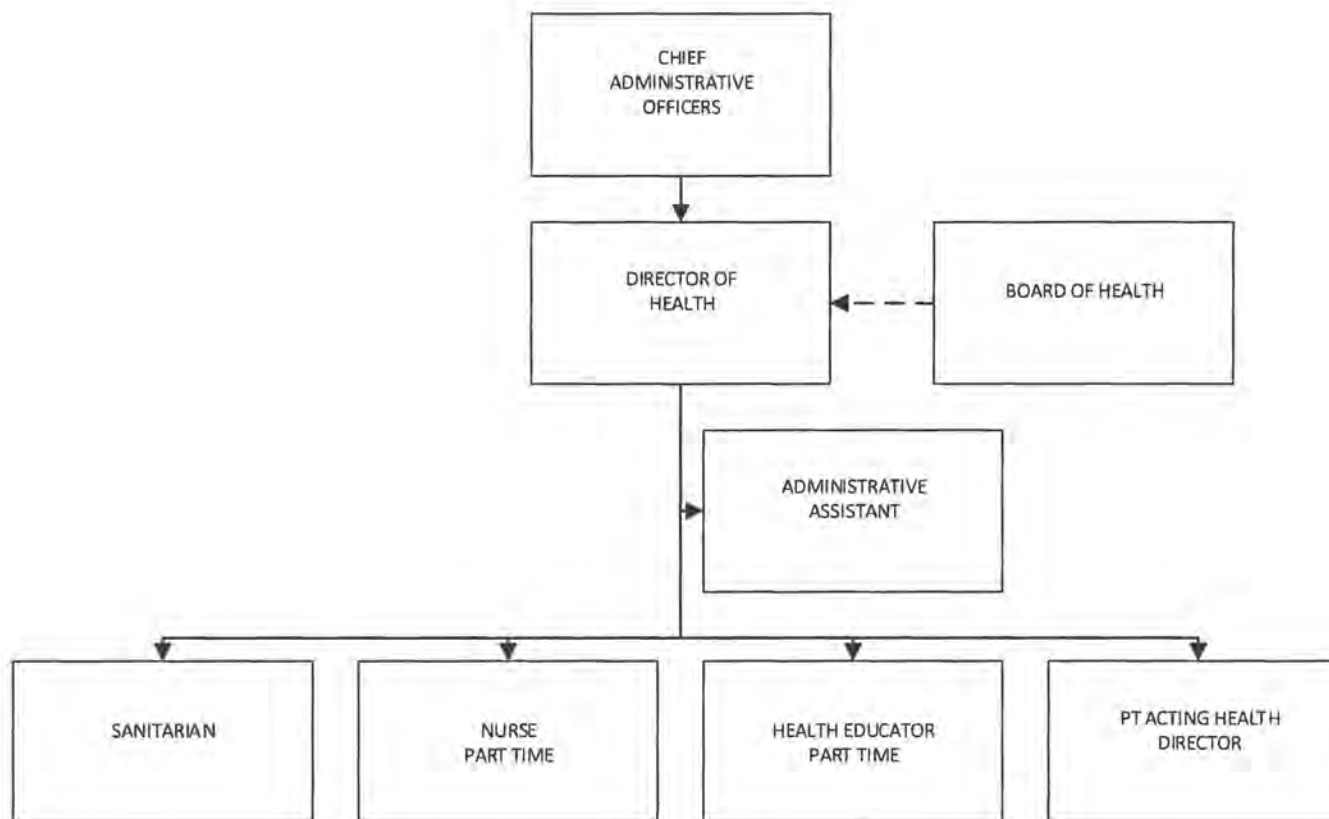 CHIEF
ADMINISTRATIVE
OFFICERS
DIRECTOR OF
HEALTH
BOARD OF HEALTH
ADMINISTRATIVE
ASSISTANT
SANITARIAN
NURSE
PART TIME
HEALTH EDUCATOR
PART TIME
PT ACTING HEALTH
DIRECTOR